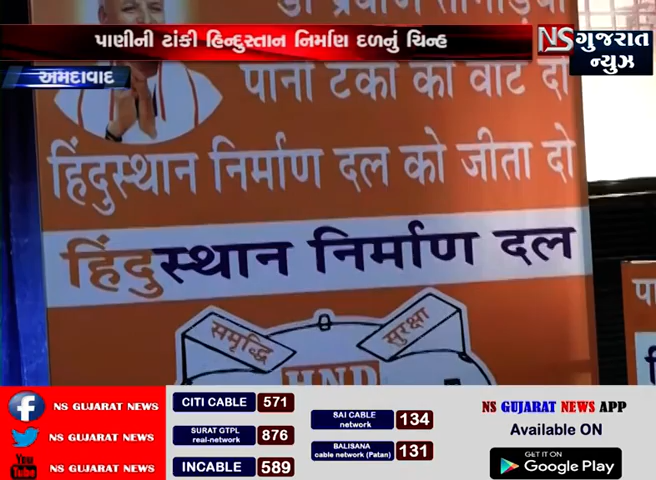 પાણીની ટાંકી હિન્દુસ્તાન નિર્માણ દળનું ચિન્હ
NS ગુજરાત
ન્યુઝ
અમદાવાદ
पानी टंकी को वोट दो
हिंदुस्थान निर्माण दल को जीता दो
हिंदुस्थान निर्माण दल
समृद्धि
सुरक्षा
HND
NS GUJARAT NEWS
NS GUJARAT NEWS
You Tube NS GUJARAT NEWS
CITI CABLE 571
SURAT GTPL
real-network 876
INCABLE 589
SAI CABLE
network 134
BALISANA
cable network (Patan) 131
NS GUJARAT NEWS APP
Available ON
GET IT ON
Google Play